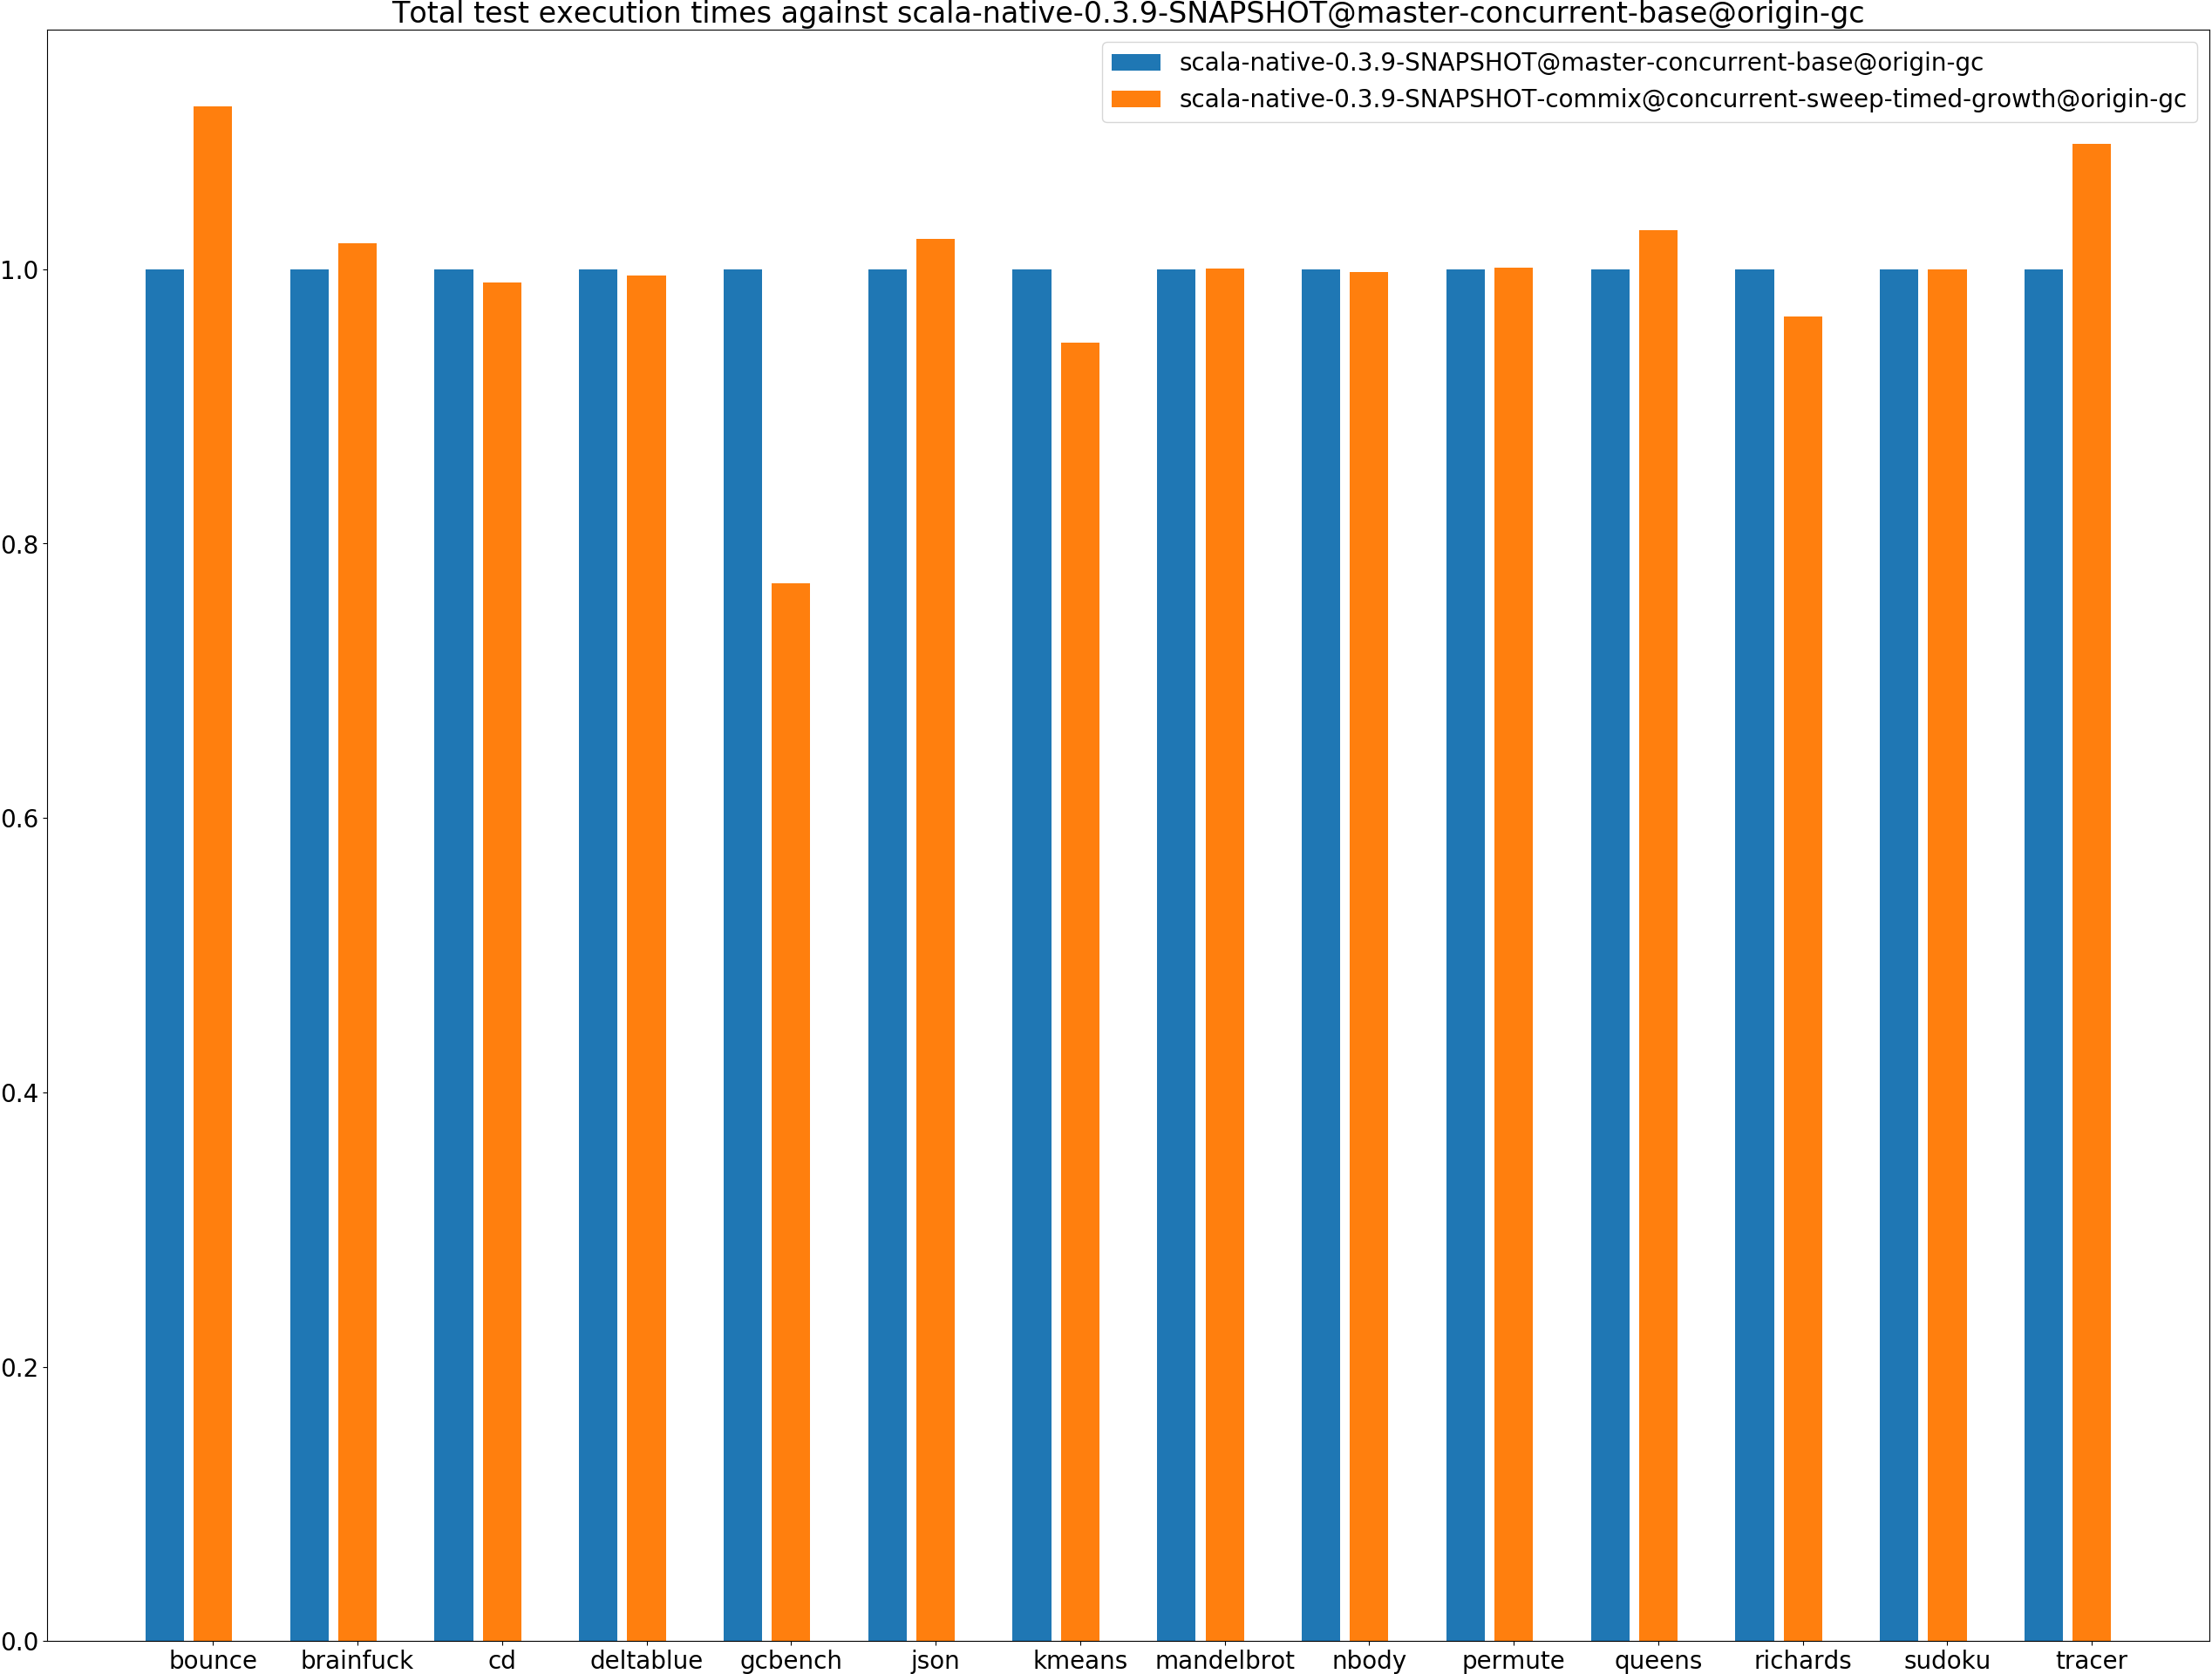 Total test execution times against scala-native-0.3.9-SNAPSHOT@master-concurrent-base@origin-gc
scala-native-0.3.9-SNAPSHOT@master-concurrent-base@origin-gc
scala-native-0.3.9-SNAPSHOT-commix@concurrent-sweep-timed-growth@origin-gc
1.0
0.8
0.6
0.4
0.2
0.0
bounce brainfuck cd deltablue gcbench json kmeans mandelbrot nbody permute queens richards sudoku tracer